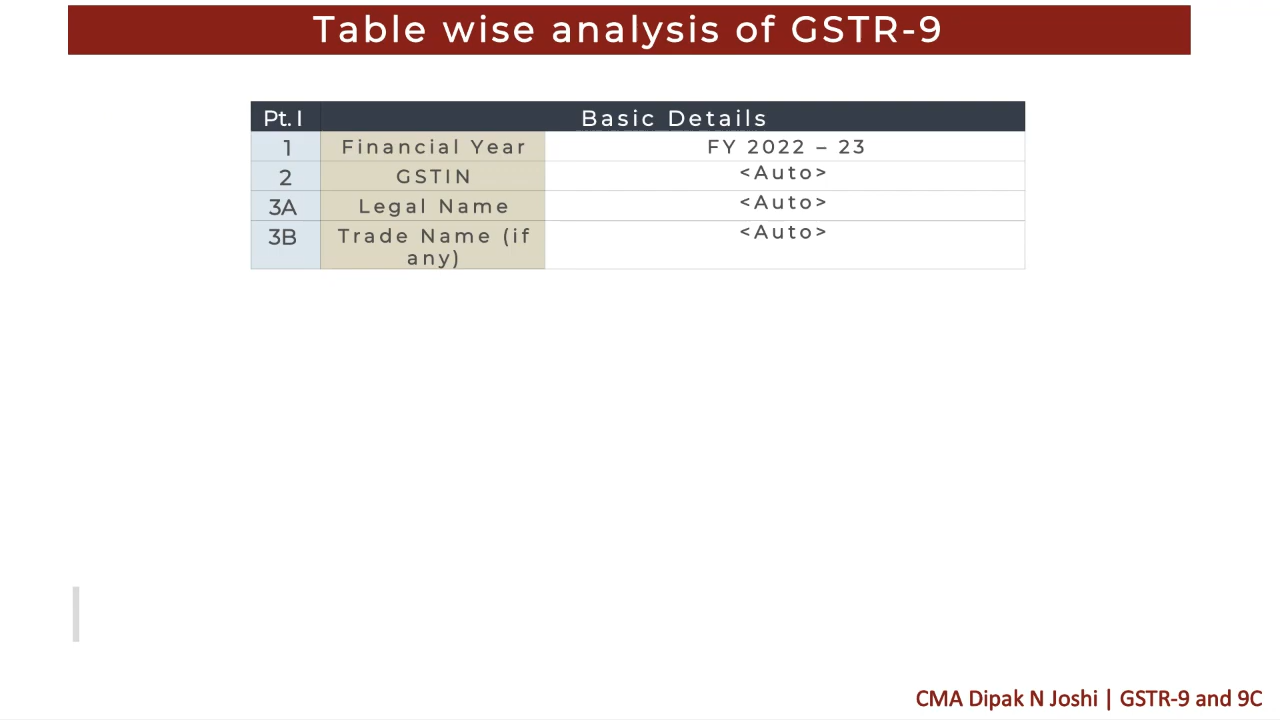 Table wise analysis of GSTR-9
Pt. I Basic Details
1 Financial Year FY 2022 – 23
2 GSTIN <Auto>
3A Legal Name <Auto>
3B Trade Name (if <Auto>
any)
CMA Dipak N Joshi | GSTR-9 and 9C